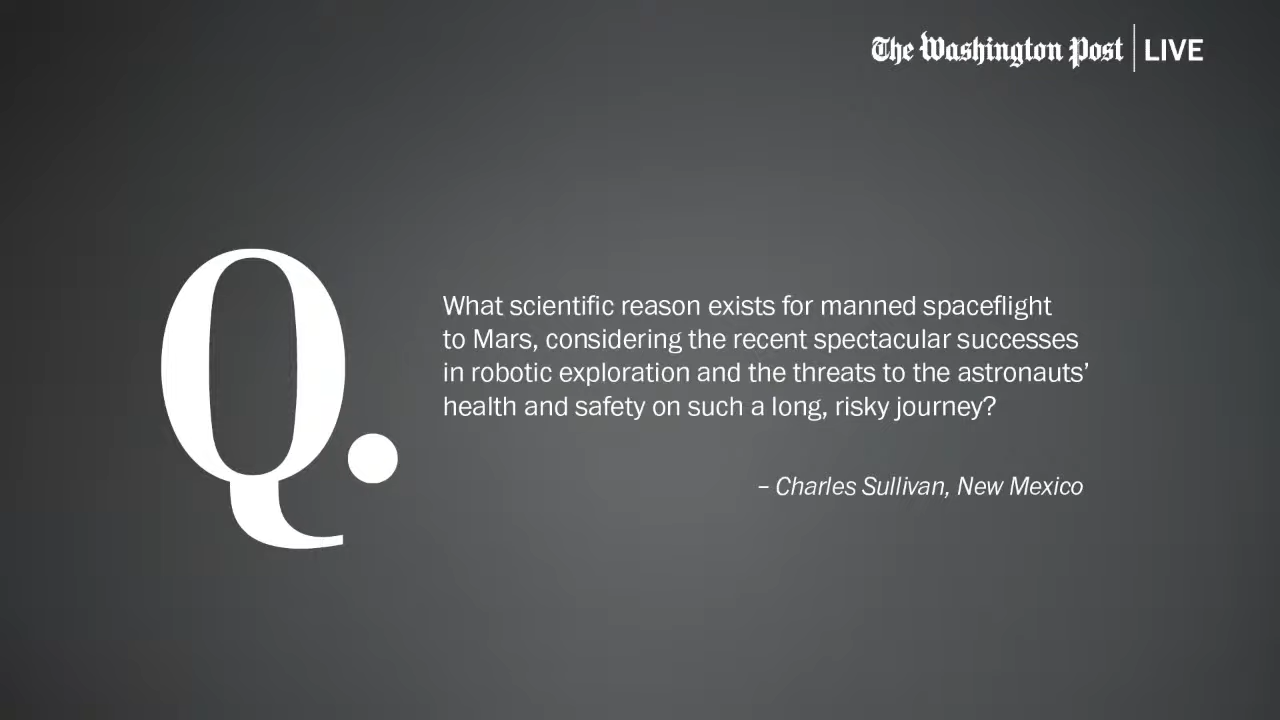 The Washington Post | LIVE
Q.
What scientific reason exists for manned spaceflight
to Mars, considering the recent spectacular successes
in robotic exploration and the threats to the astronauts’
health and safety on such a long, risky journey?
– Charles Sullivan, New Mexico